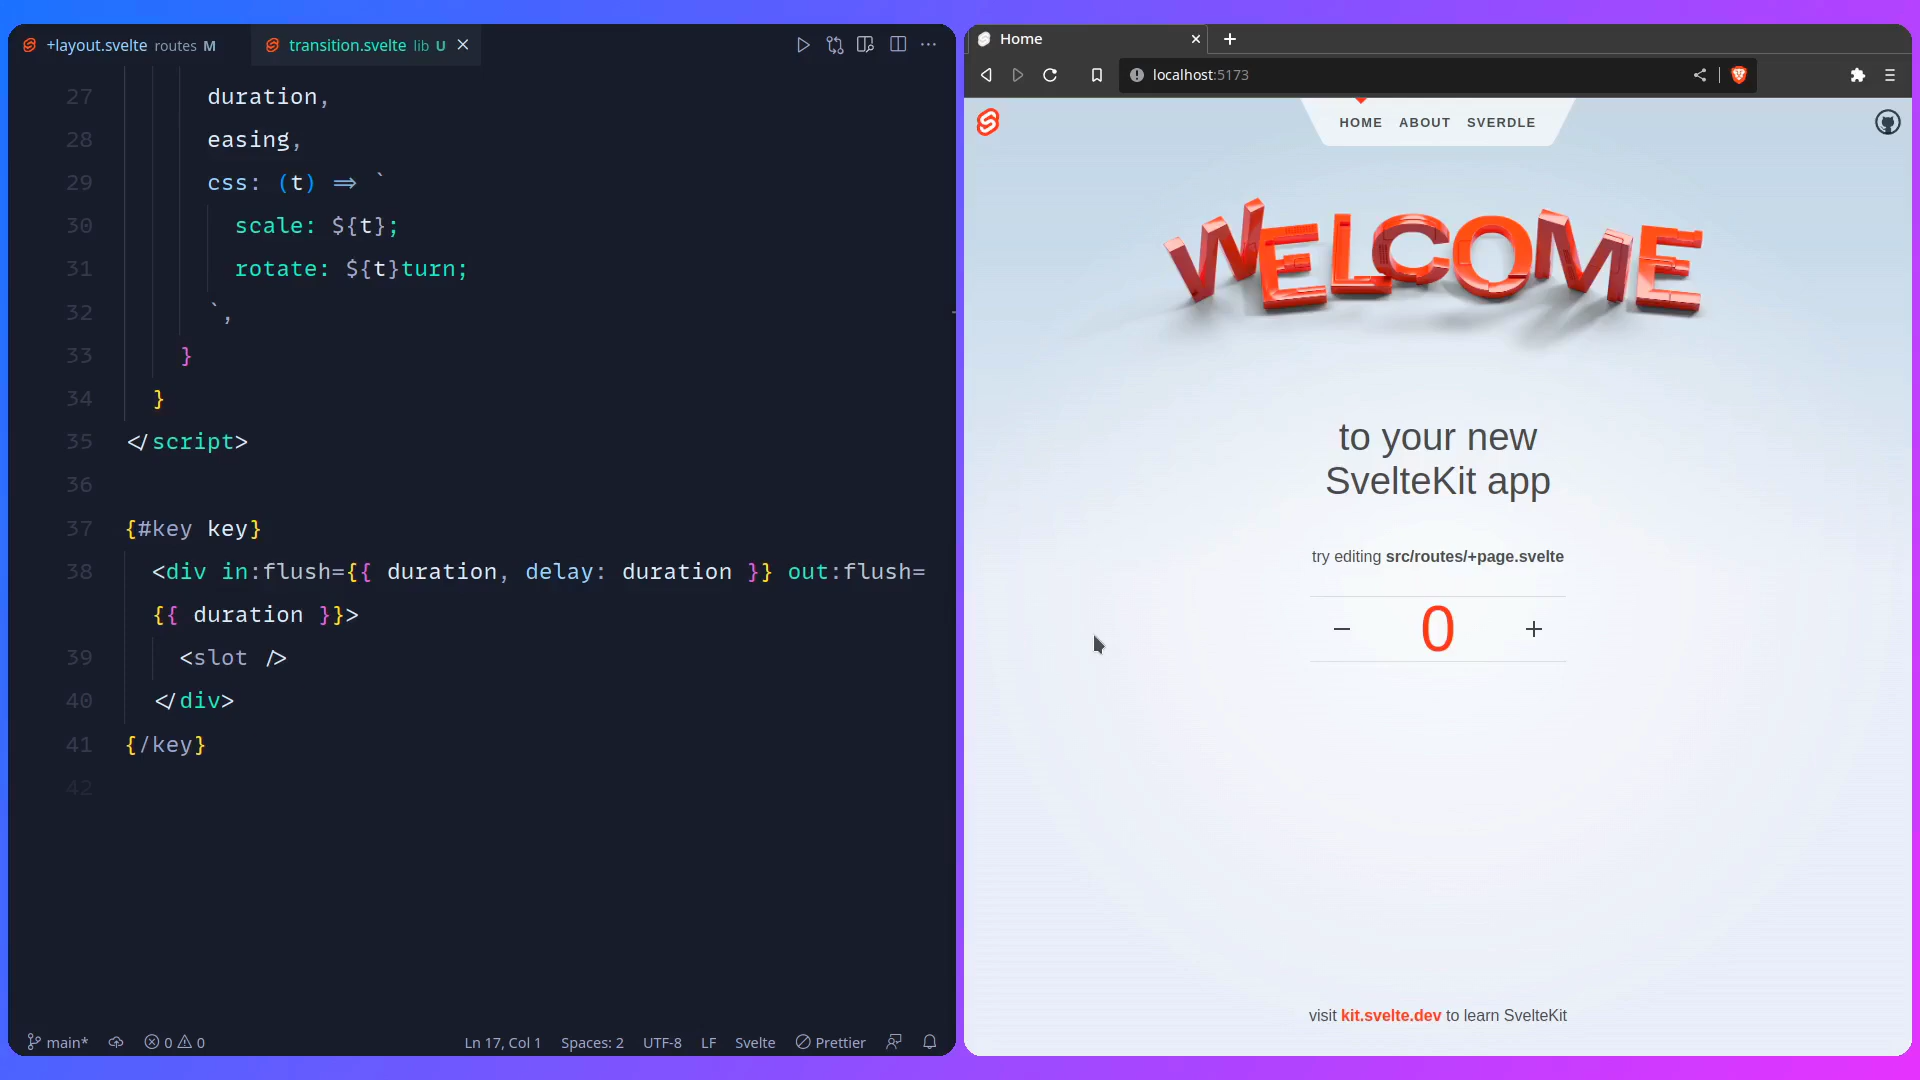 +layout.svelte routes M
transition.svelte lib U
27 duration,
28 easing,
29 css: (t) => `
30 scale: ${t};
31 rotate: ${t}turn;
32 `,
33 }
34 }
35 </script>
36
37 {#key key}
38 <div in:flush={{ duration, delay: duration }} out:flush=
{{ duration }}>
39 <slot />
40 </div>
41 {/key}
42
main* 0 0 Ln 17, Col 1 Spaces: 2 UTF-8 LF Svelte Prettier
Home
localhost:5173
HOME ABOUT SVERDLE
WELCOME
to your new
SvelteKit app
try editing src/routes/+page.svelte
− 0 +
visit kit.svelte.dev to learn SvelteKit